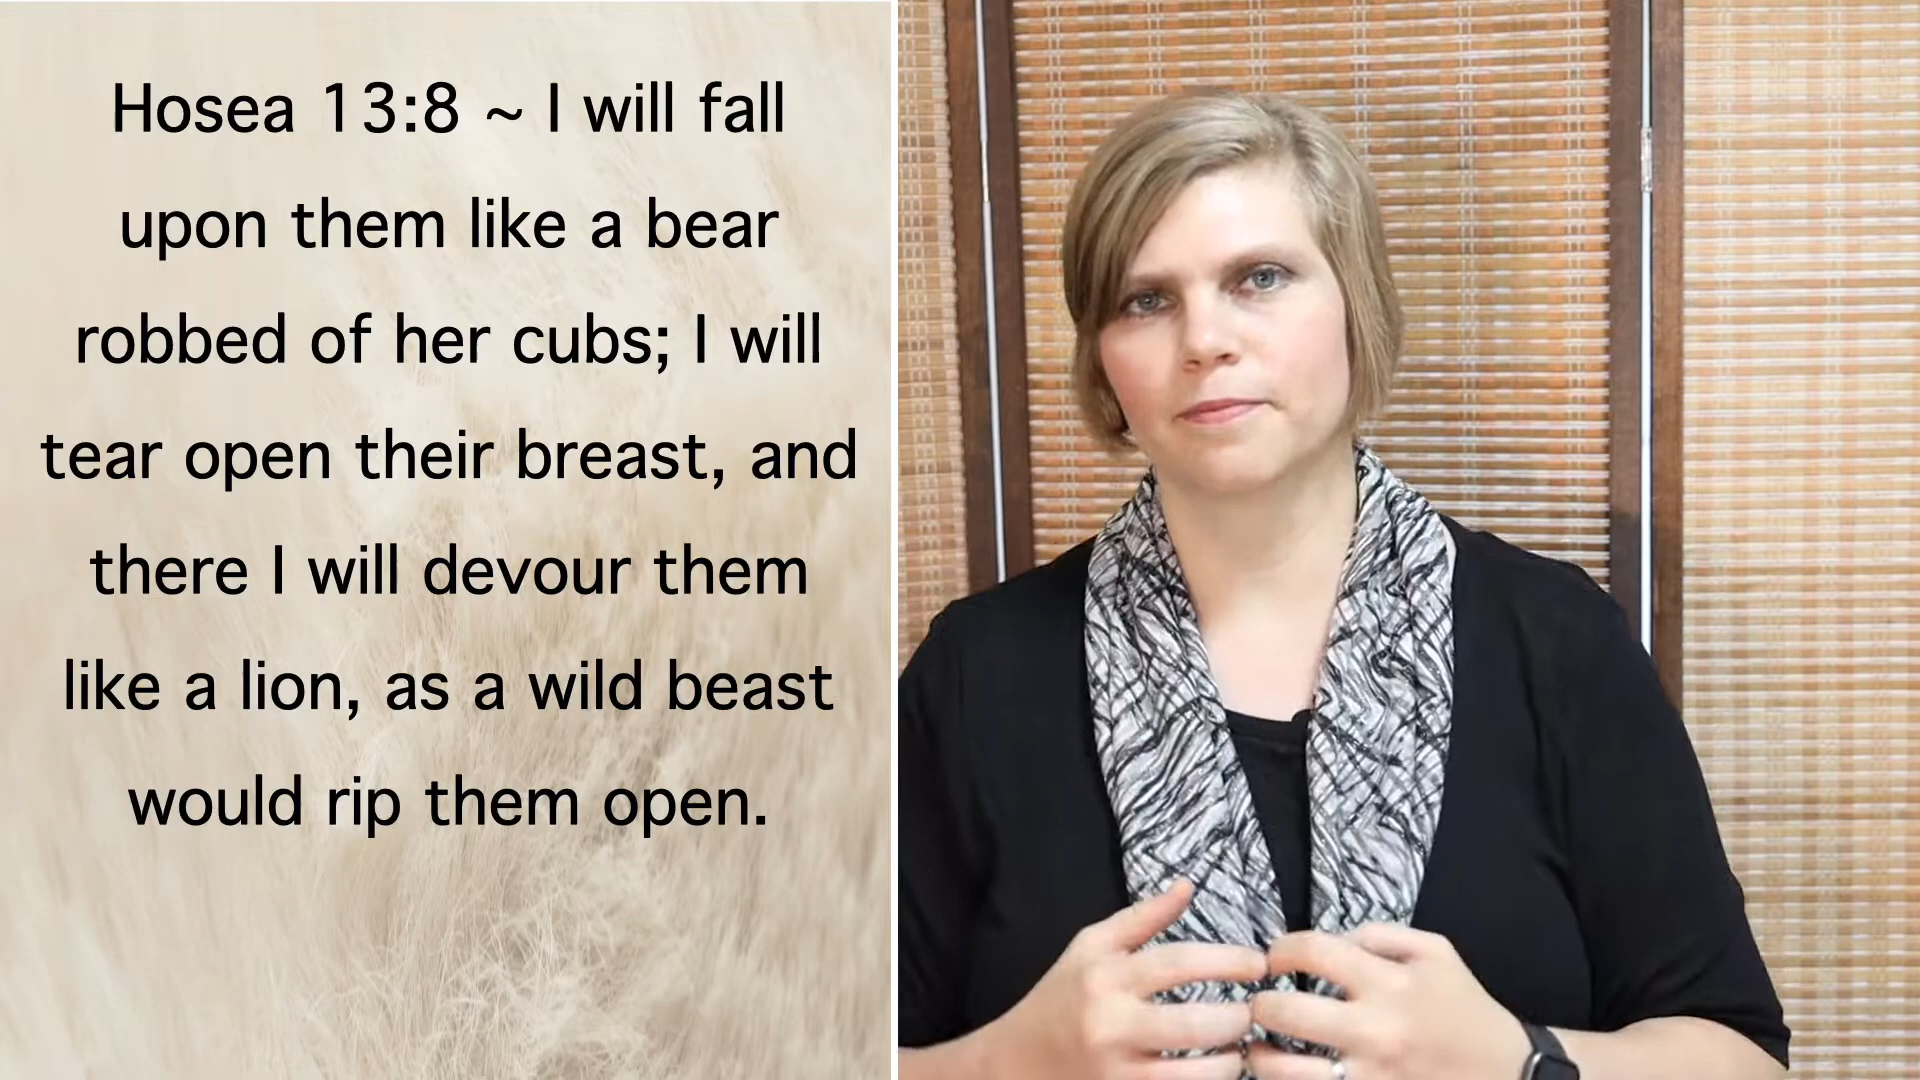 Hosea 13:8 ~ I will fall
upon them like a bear
robbed of her cubs; I will
tear open their breast, and
there I will devour them
like a lion, as a wild beast
would rip them open.